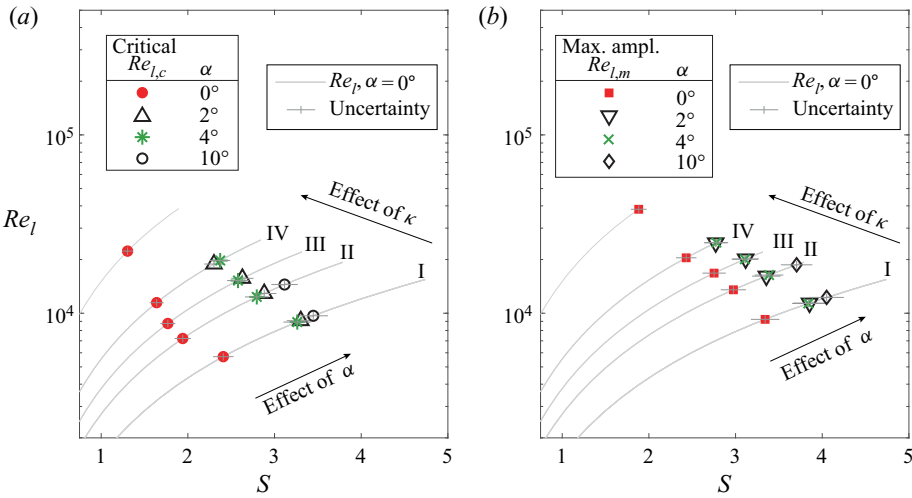 (a)
Critical
Re_{l,c} α
0°
2°
4°
10°
Re_l, α = 0°
Uncertainty
10^5
10^4
Re_l
Effect of κ
IV
III
II
I
Effect of α
1 2 3 4 5
S
(b)
Max. ampl.
Re_{l,m} α
0°
2°
4°
10°
Re_l, α = 0°
Uncertainty
10^5
10^4
Effect of κ
IV
III
II
I
Effect of α
1 2 3 4 5
S